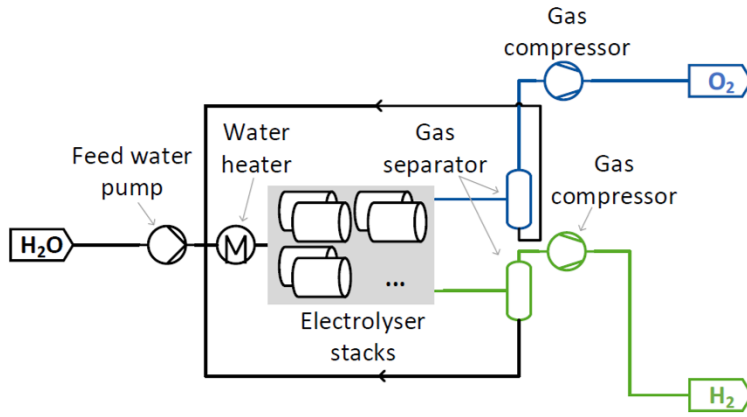 Gas
compressor
O₂
Water
heater
Gas
separator
Gas
compressor
Feed water
pump
H₂O
M
...
Electrolyser
stacks
H₂